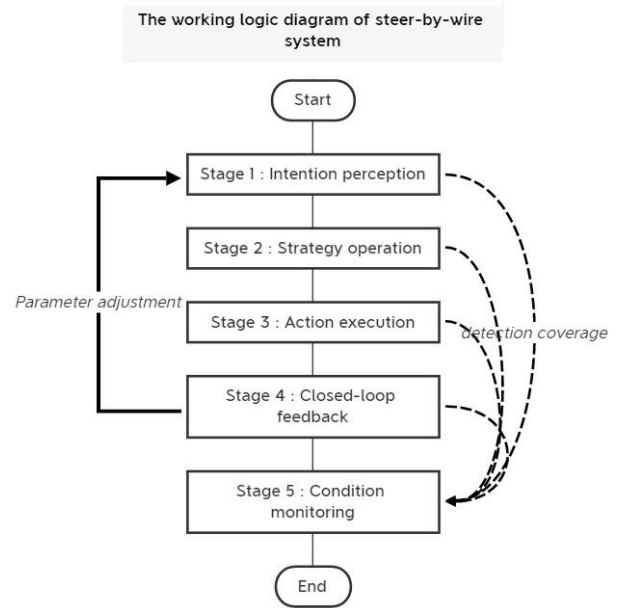 The working logic diagram of steer-by-wire
system
Start
Stage 1 : Intention perception
Stage 2 : Strategy operation
Parameter adjustment
Stage 3 : Action execution
detection coverage
Stage 4 : Closed-loop
feedback
Stage 5 : Condition
monitoring
End